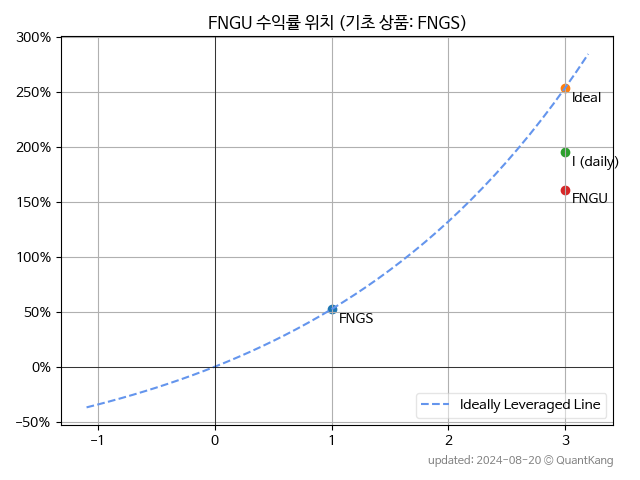 FNGU 수익률 위치 (기초 상품: FNGS)
300%
250%
200%
150%
100%
50%
0%
−50%
Ideal
I (daily)
FNGU
FNGS
Ideally Leveraged Line
−1
0
1
2
3
updated: 2024-08-20 © QuantKang